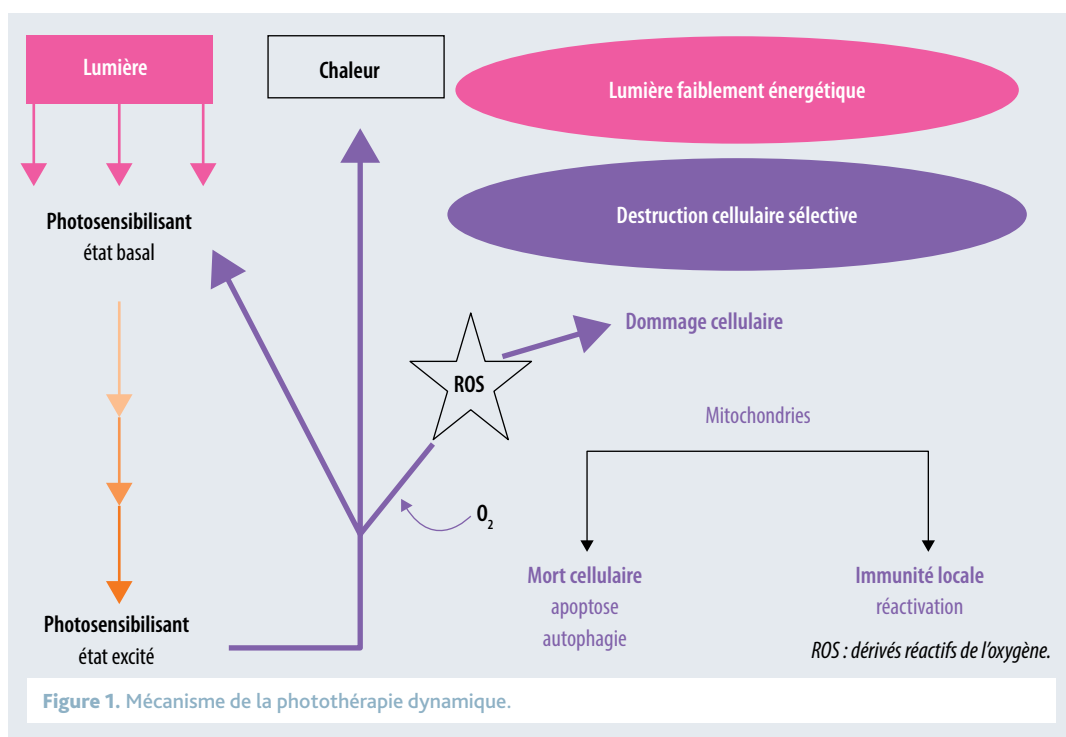 Lumière
Chaleur
Lumière faiblement énergétique
Destruction cellulaire sélective
Photosensibilisant
état basal
Dommage cellulaire
ROS
Mitochondries
O₂
Mort cellulaire
apoptose
autophagie
Immunité locale
réactivation
Photosensibilisant
état excité
ROS : dérivés réactifs de l'oxygène.
Figure 1. Mécanisme de la photothérapie dynamique.